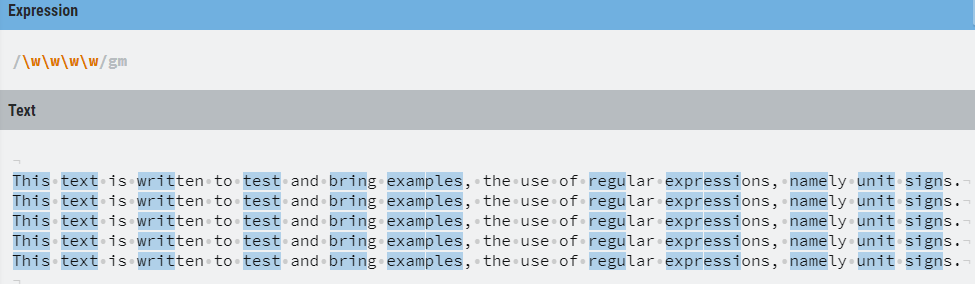 Expression
/\w\w\w\w/gm
Text
This text is written to test and bring examples, the use of regular expressions, namely unit signs.
This text is written to test and bring examples, the use of regular expressions, namely unit signs.
This text is written to test and bring examples, the use of regular expressions, namely unit signs.
This text is written to test and bring examples, the use of regular expressions, namely unit signs.
This text is written to test and bring examples, the use of regular expressions, namely unit signs.